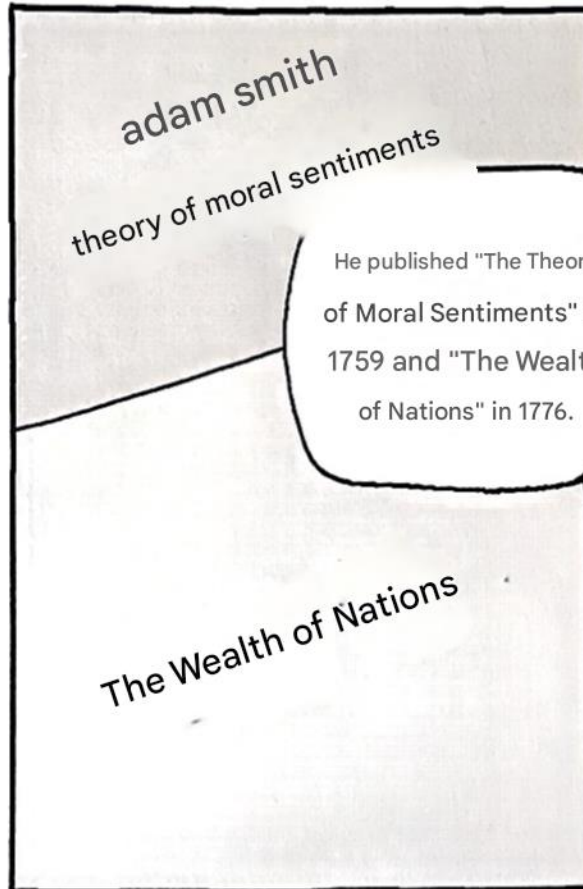 adam smith
theory of moral sentiments
He published "The Theor
of Moral Sentiments"
1759 and "The Wealt
of Nations" in 1776.
The Wealth of Nations